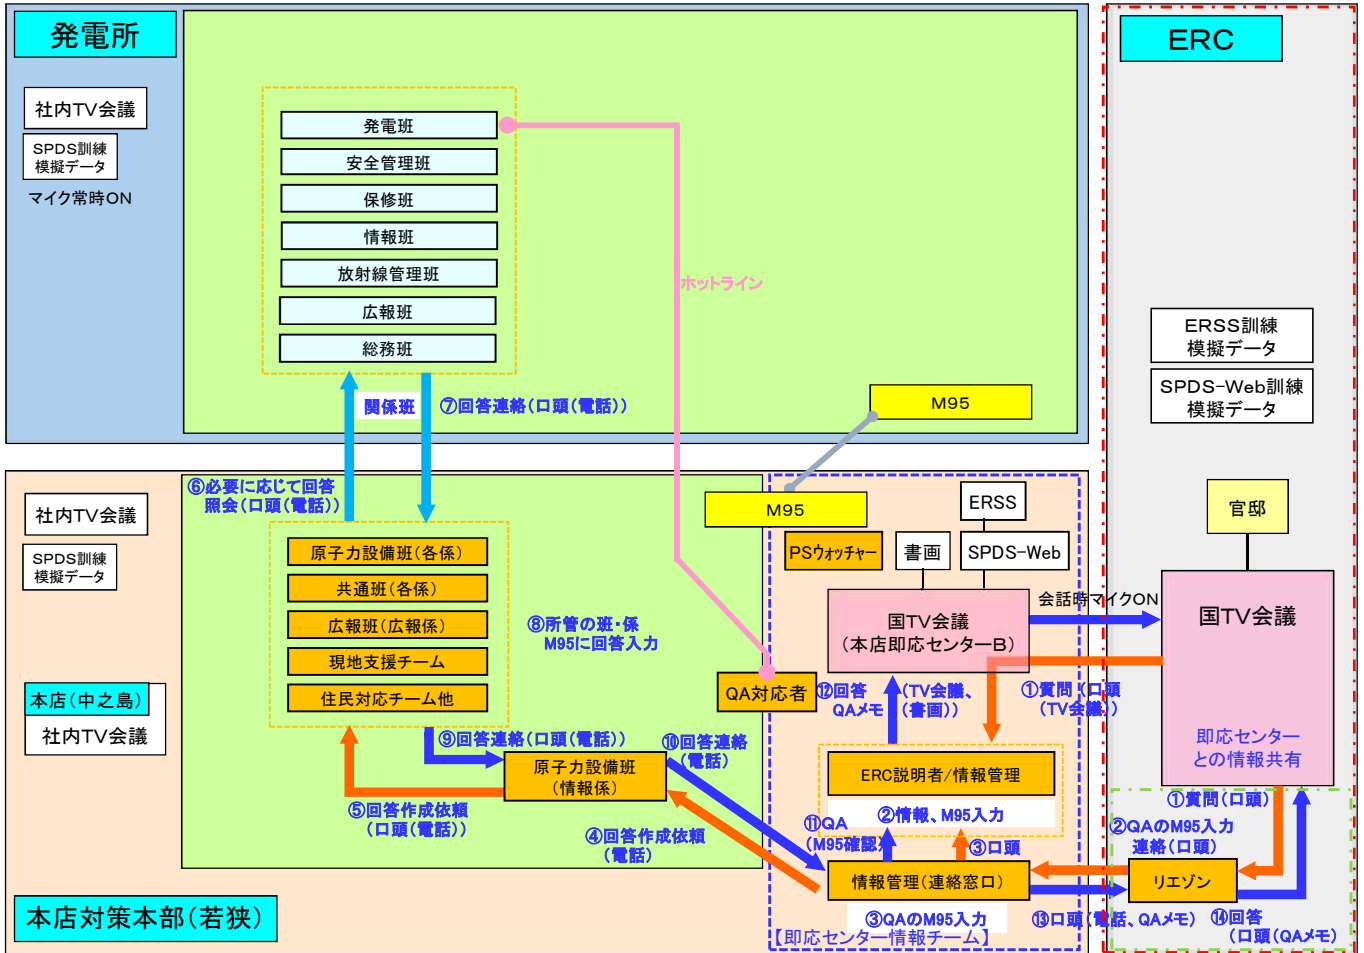 発電所
社内TV会議
SPDS訓練
模擬データ
マイク常時ON
発電班
安全管理班
保修班
情報班
放射線管理班
広報班
総務班
ホットライン
関係班
⑦回答連絡(口頭(電話))
M95
ERC
ERSS訓練
模擬データ
SPDS-Web訓練
模擬データ
官邸
国TV会議
即応センター
との情報共有
社内TV会議
SPDS訓練
模擬データ
本店(中之島)
社内TV会議
本店対策本部(若狭)
⑥必要に応じて回答
照会(口頭(電話))
原子力設備班(各係)
共通班(各係)
広報班(広報係)
現地支援チーム
住民対応チーム他
⑧所管の班・係
M95に回答入力
⑨回答連絡(口頭(電話))
原子力設備班
(情報係)
⑤回答作成依頼
(口頭(電話))
⑩回答連絡
(電話)
④回答作成依頼
(電話)
M95
PSウォッチャー
書画
ERSS
SPDS-Web
国TV会議
(本店即応センターB)
会話時マイクON
QA対応者
⑫回答
QAメモ
(TV会議、
(書画))
①質問(口頭
(TV会議))
ERC説明者/情報管理
②情報、M95入力
⑪QA
(M95確認)
③口頭
情報管理(連絡窓口)
③QAのM95入力
【即応センター情報チーム】
①質問(口頭)
②QAのM95入力
連絡(口頭)
リエゾン
⑬口頭(電話、QAメモ)
⑭回答
(口頭(QAメモ)